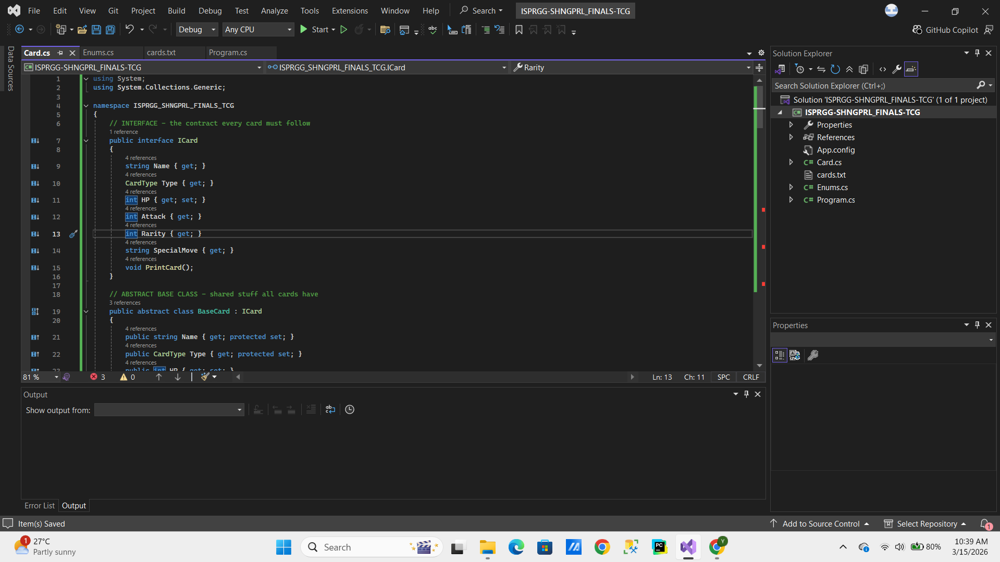 File Edit View Git Project Build Debug Test Analyze Tools Extensions Window Help Search ISPRGG-SHNGPRL_FINALS-TCG
Debug Any CPU Start GitHub Copilot
Data Sources
Card.cs Enums.cs cards.txt Program.cs
ISPRGG-SHNGPRL_FINALS-TCG ISPRGG_SHNGPRL_FINALS_TCG.ICard Rarity
1 using System;
2 using System.Collections.Generic;
3
4 namespace ISPRGG_SHNGPRL_FINALS_TCG
5 {
6 // INTERFACE - the contract every card must follow
1 reference
7 public interface ICard
8 {
4 references
9 string Name { get; }
4 references
10 CardType Type { get; }
4 references
11 int HP { get; set; }
4 references
12 int Attack { get; }
4 references
13 int Rarity { get; }
4 references
14 string SpecialMove { get; }
4 references
15 void PrintCard();
16 }
17
18 // ABSTRACT BASE CLASS - shared stuff all cards have
3 references
19 public abstract class BaseCard : ICard
20 {
4 references
21 public string Name { get; protected set; }
4 references
22 public CardType Type { get; protected set; }
4 references
23 public int HP { get; set; }
81 % 3 0 Ln: 13 Ch: 11 SPC CRLF
Output
Show output from:
Error List Output
Solution Explorer
Search Solution Explorer (Ctrl+;)
Solution 'ISPRGG-SHNGPRL_FINALS-TCG' (1 of 1 project)
ISPRGG-SHNGPRL_FINALS-TCG
Properties
References
App.config
C# Card.cs
cards.txt
C# Enums.cs
C# Program.cs
Properties
Item(s) Saved Add to Source Control Select Repository 1
1 27°C
Partly sunny
Search
PC
Y
80%
10:39 AM
3/15/2026